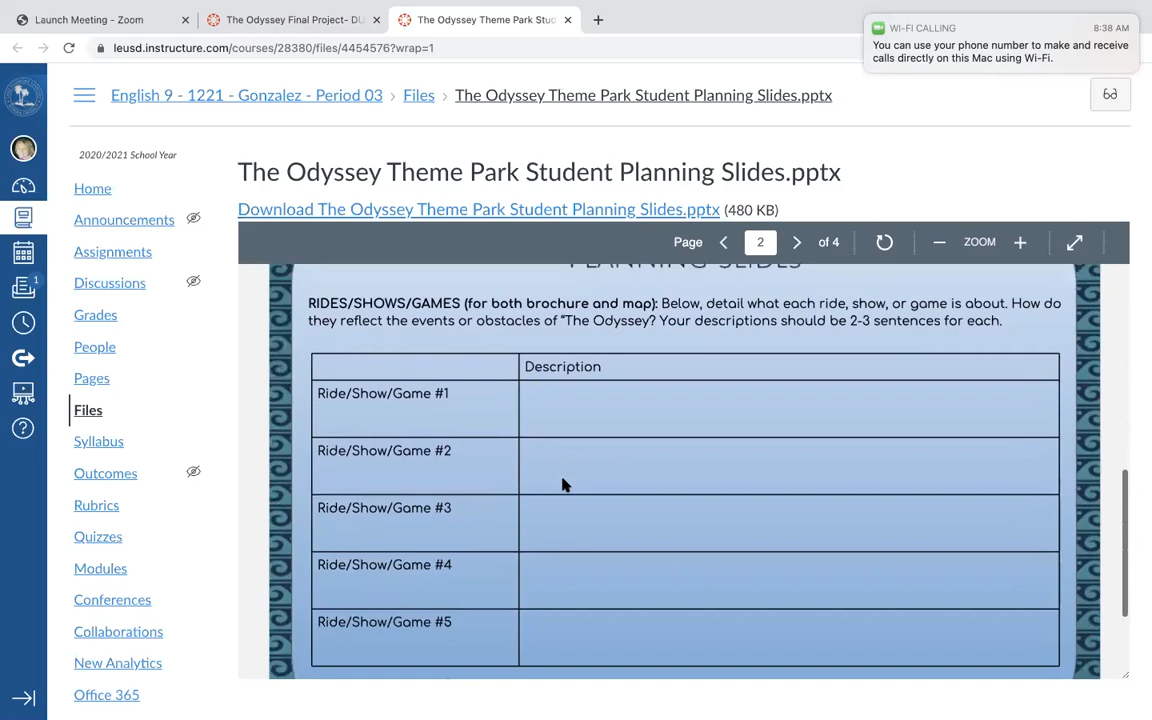 Launch Meeting - Zoom
The Odyssey Final Project- DU
The Odyssey Theme Park Stud
leusd.instructure.com/courses/28380/files/4454576?wrap=1
WI-FI CALLING
8:38 AM
You can use your phone number to make and receive
calls directly on this Mac using Wi-Fi.
English 9 - 1221 - Gonzalez - Period 03 › Files › The Odyssey Theme Park Student Planning Slides.pptx
2020/2021 School Year
Home
Announcements
Assignments
Discussions
Grades
People
Pages
Files
Syllabus
Outcomes
Rubrics
Quizzes
Modules
Conferences
Collaborations
New Analytics
Office 365
1
The Odyssey Theme Park Student Planning Slides.pptx
Download The Odyssey Theme Park Student Planning Slides.pptx (480 KB)
Page 2 of 4 ZOOM
PLANNING SLIDES
RIDES/SHOWS/GAMES (for both brochure and map): Below, detail what each ride, show, or game is about. How do
they reflect the events or obstacles of “The Odyssey? Your descriptions should be 2-3 sentences for each.
Description
Ride/Show/Game #1
Ride/Show/Game #2
Ride/Show/Game #3
Ride/Show/Game #4
Ride/Show/Game #5